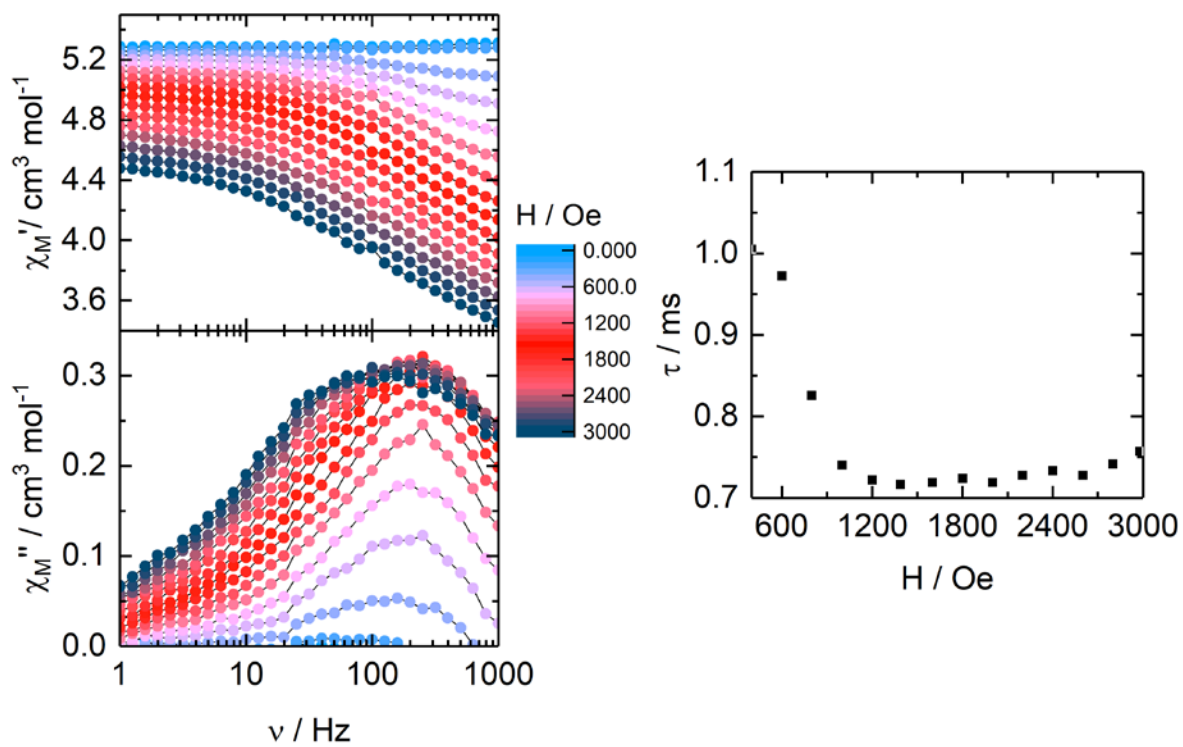 5.2
4.8
4.4
4.0
3.6
χM'/ cm³ mol⁻¹
0.3
0.2
0.1
0.0
χM'' / cm³ mol⁻¹
1 10 100 1000
ν / Hz
H / Oe
0.000
600.0
1200
1800
2400
3000
1.1
1.0
0.9
0.8
0.7
τ / ms
600 1200 1800 2400 3000
H / Oe